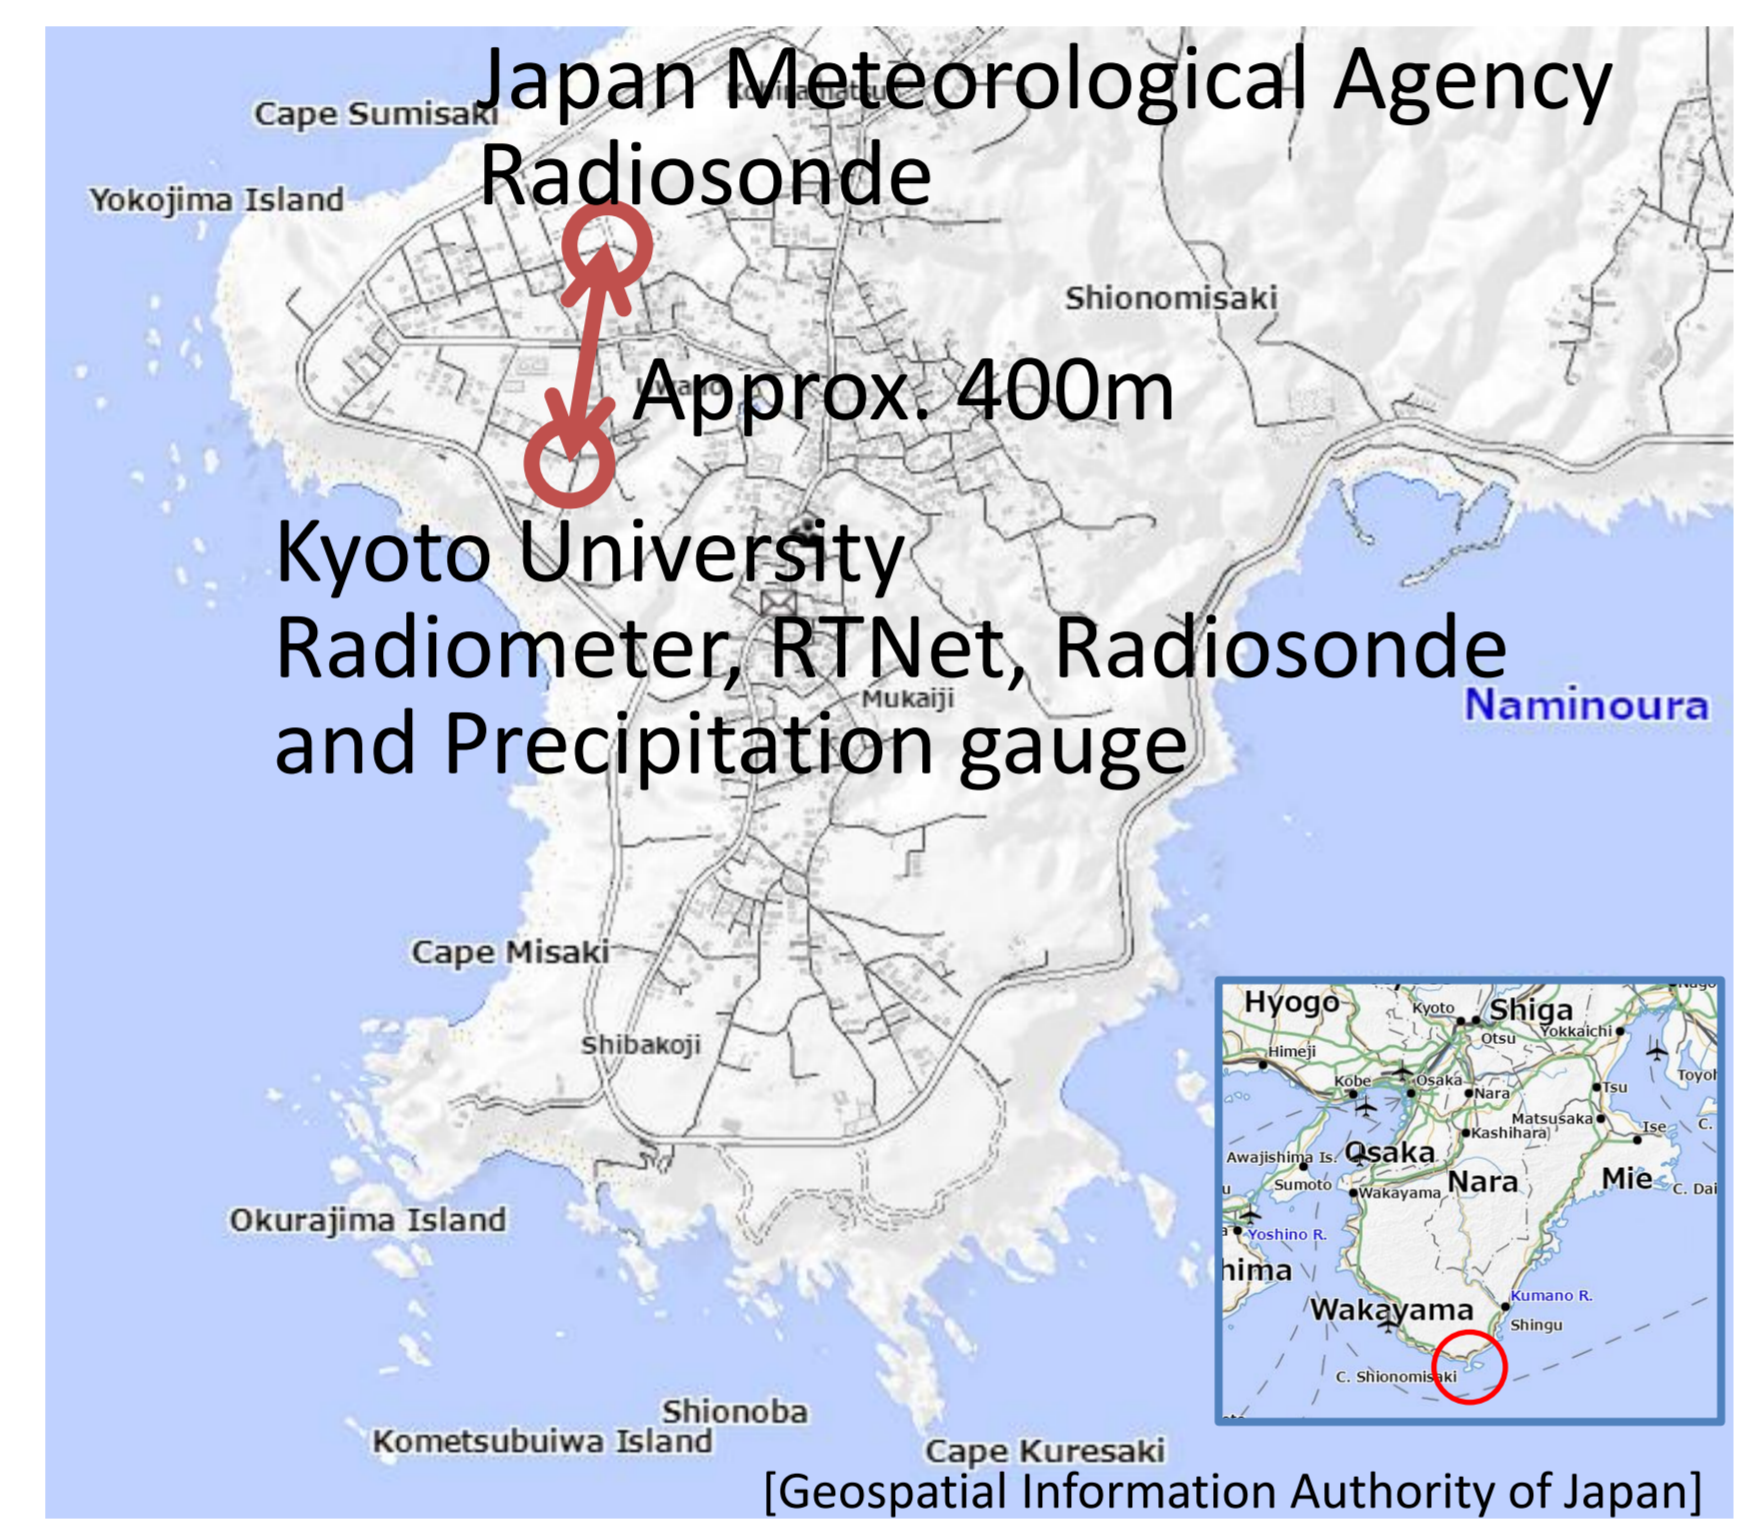 Japan Meteorological Agency
Radiosonde
Cape Sumisaki
Yokojima Island
Shionomisaki
Approx. 400m
Kyoto University
Radiometer, RTNet, Radiosonde
and Precipitation gauge
Mukaiji
Naminoura
Cape Misaki
Shibakoji
Okurajima Island
Shionoba
Kometsubuiwa Island
Cape Kuresaki
Hyogo
Kyoto
Shiga
Otsu
Yokkaichi
Himeji
Kobe
Osaka
Nara
Tsu
Toyoh
Matsusaka
Ise
C.
Kashihara
Awajishima Is.
Osaka
Sumoto
Wakayama
Nara
Mie
C. Dai
u
a
Yoshino R.
hima
Wakayama
Kumano R.
Shingu
C. Shionomisaki
[Geospatial Information Authority of Japan]